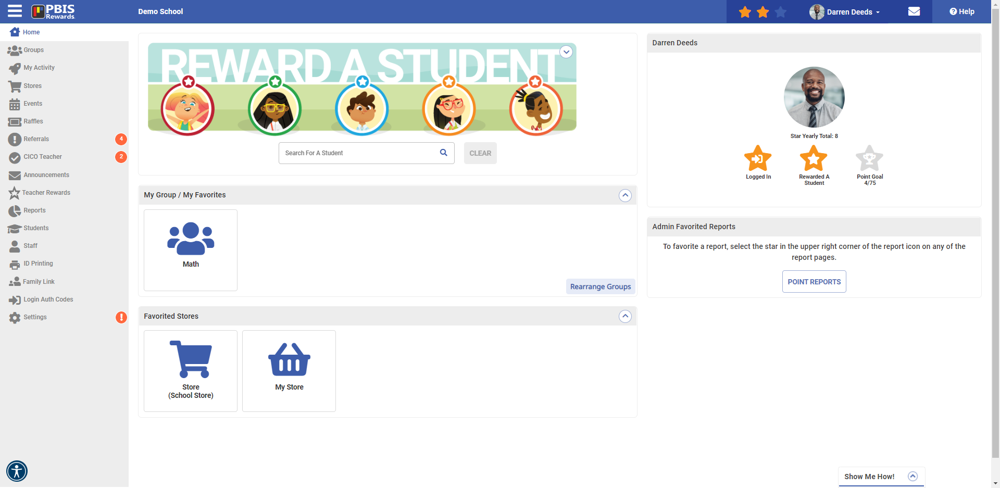 PBIS
Rewards
Demo School
Darren Deeds
Help
Home
Groups
My Activity
Stores
Events
Raffles
Referrals
4
CICO Teacher
2
Announcements
Teacher Rewards
Reports
Students
Staff
ID Printing
Family Link
Login Auth Codes
Settings
REWARD A STUDENT
Search For A Student
CLEAR
My Group / My Favorites
Math
Rearrange Groups
Favorited Stores
Store
(School Store)
My Store
Darren Deeds
Star Yearly Total: 8
Logged In
Rewarded A
Student
Point Goal
4/75
Admin Favorited Reports
To favorite a report, select the star in the upper right corner of the report icon on any of the
report pages.
POINT REPORTS
Show Me How!